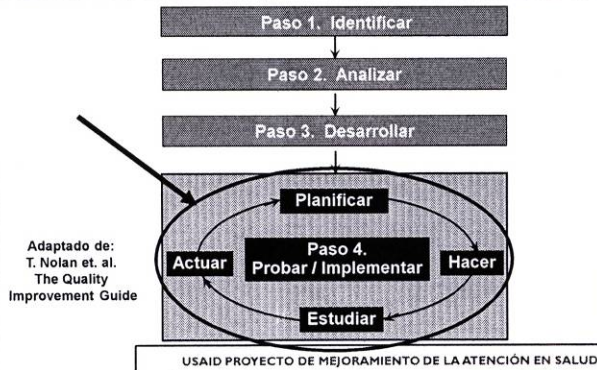 Paso 1. Identificar
Paso 2. Analizar
Paso 3. Desarrollar
Planificar
Adaptado de:
T. Nolan et. al.
The Quality
Improvement Guide
Actuar
Paso 4.
Probar / Implementar
Hacer
Estudiar
USAID PROYECTO DE MEJORAMIENTO DE LA ATENCIÓN EN SALUD